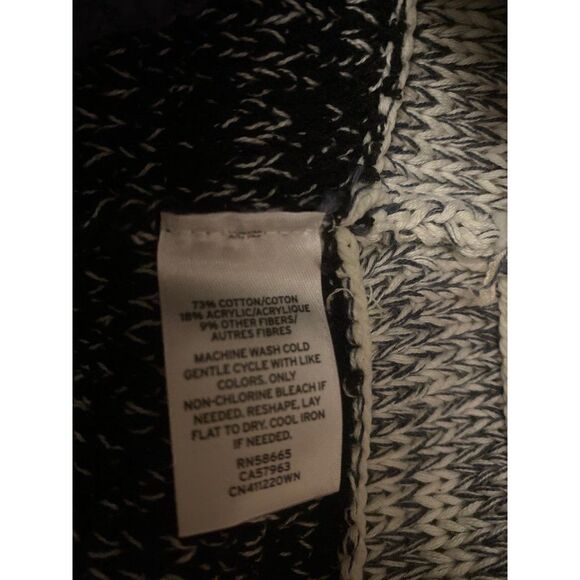 73% COTTON/COTON
18% ACRYLIC/ACRYLIQUE
9% OTHER FIBERS/
AUTRES FIBRES
MACHINE WASH COLD
GENTLE CYCLE WITH LIKE
COLORS. ONLY
NON-CHLORINE BLEACH IF
NEEDED. RESHAPE, LAY
FLAT TO DRY. COOL IRON
IF NEEDED.
RN58665
CA57963
CN411220WN